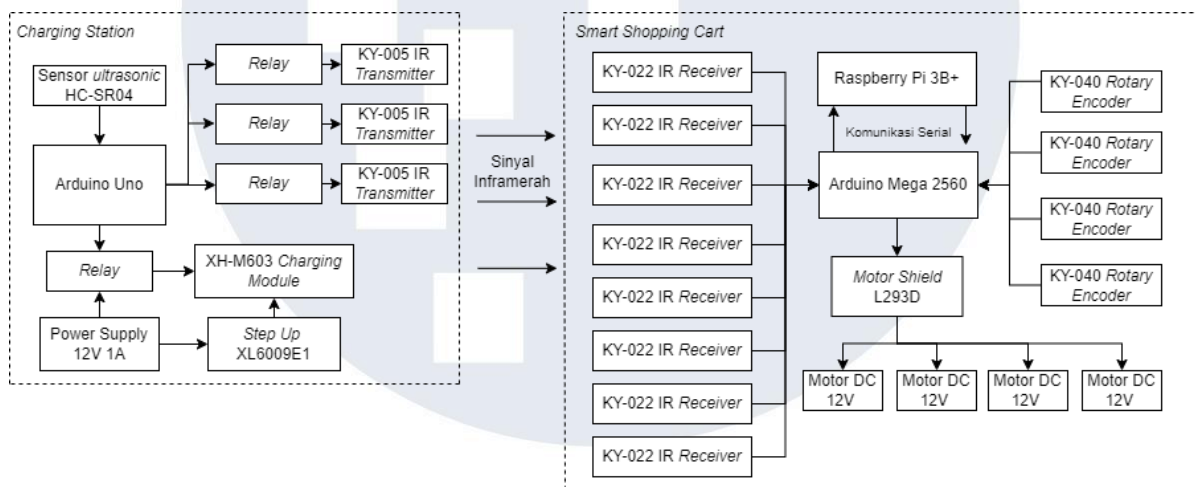 Charging Station
Sensor ultrasonic
HC-SR04
Arduino Uno
Relay
KY-005 IR
Transmitter
Relay
KY-005 IR
Transmitter
Relay
KY-005 IR
Transmitter
Relay
XH-M603 Charging
Module
Power Supply
12V 1A
Step Up
XL6009E1
Sinyal
Inframerah
Smart Shopping Cart
KY-022 IR Receiver
KY-022 IR Receiver
KY-022 IR Receiver
KY-022 IR Receiver
KY-022 IR Receiver
KY-022 IR Receiver
KY-022 IR Receiver
KY-022 IR Receiver
Raspberry Pi 3B+
Komunikasi Serial
Arduino Mega 2560
Motor Shield
L293D
Motor DC
12V
Motor DC
12V
Motor DC
12V
Motor DC
12V
KY-040 Rotary
Encoder
KY-040 Rotary
Encoder
KY-040 Rotary
Encoder
KY-040 Rotary
Encoder